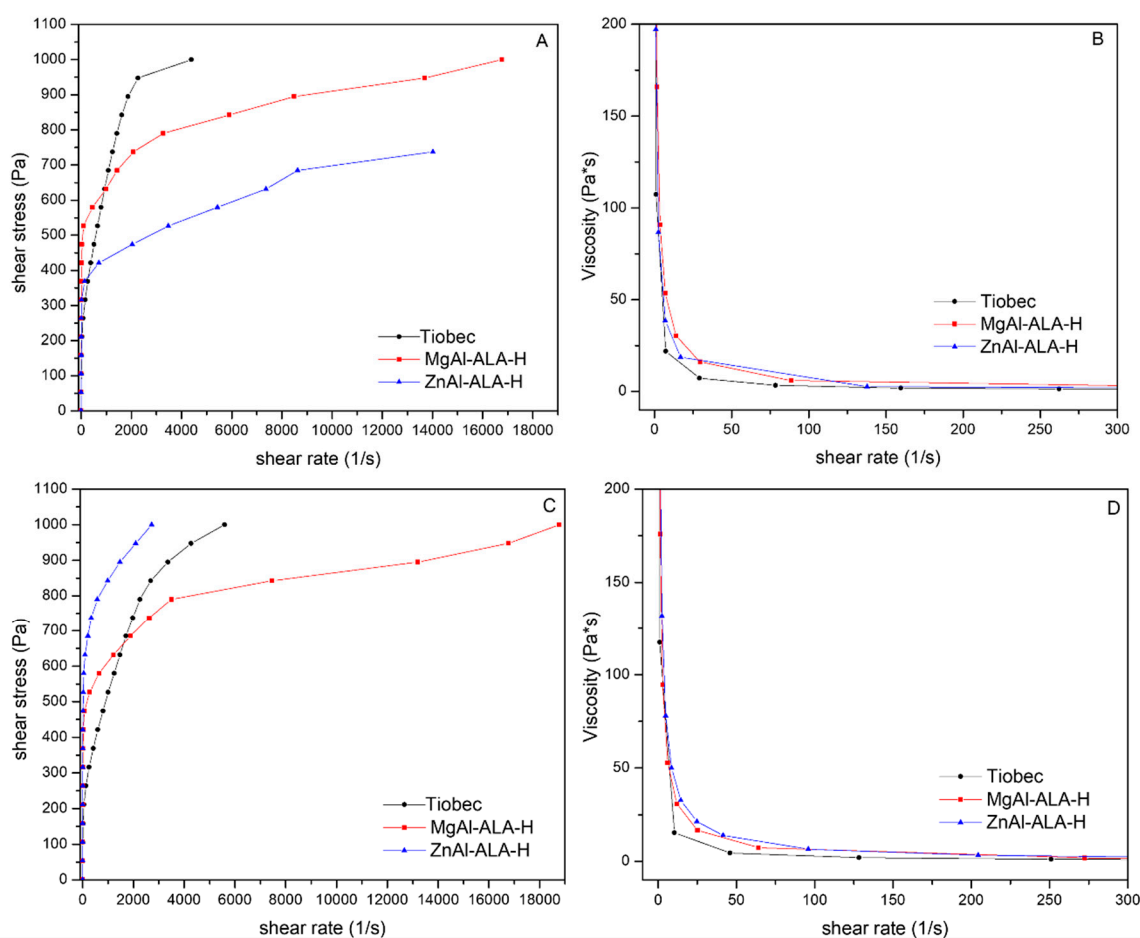 A
shear stress (Pa)
1100
1000
900
800
700
600
500
400
300
200
100
0
Tiobec
MgAl-ALA-H
ZnAl-ALA-H
0 2000 4000 6000 8000 10000 12000 14000 16000 18000
shear rate (1/s)
B
Viscosity (Pa*s)
200
150
100
50
0
Tiobec
MgAl-ALA-H
ZnAl-ALA-H
0 50 100 150 200 250 300
shear rate (1/s)
C
shear stress (Pa)
1100
1000
900
800
700
600
500
400
300
200
100
0
Tiobec
MgAl-ALA-H
ZnAl-ALA-H
0 2000 4000 6000 8000 10000 12000 14000 16000 18000
shear rate (1/s)
D
Viscosity (Pa*s)
200
150
100
50
0
Tiobec
MgAl-ALA-H
ZnAl-ALA-H
0 50 100 150 200 250 300
shear rate (1/s)